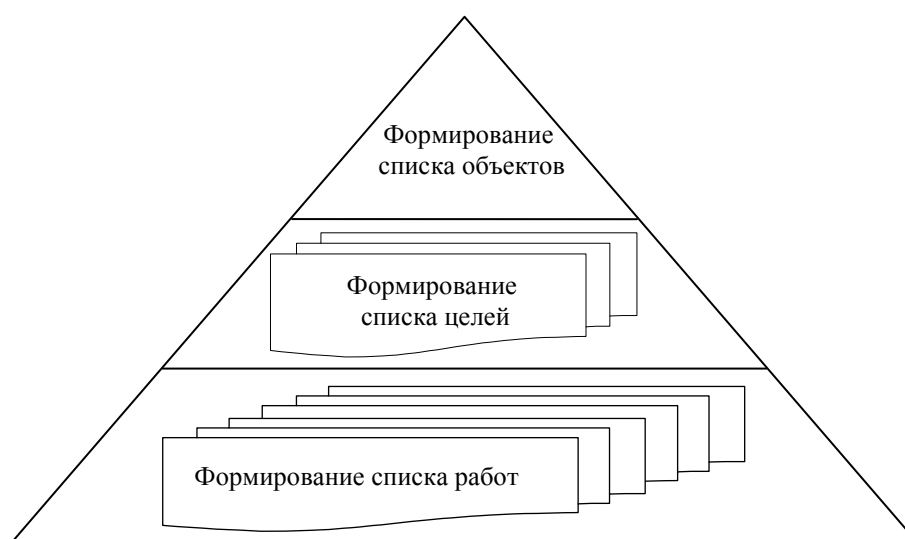 Формирование
списка объектов
Формирование
списка целей
Формирование списка работ